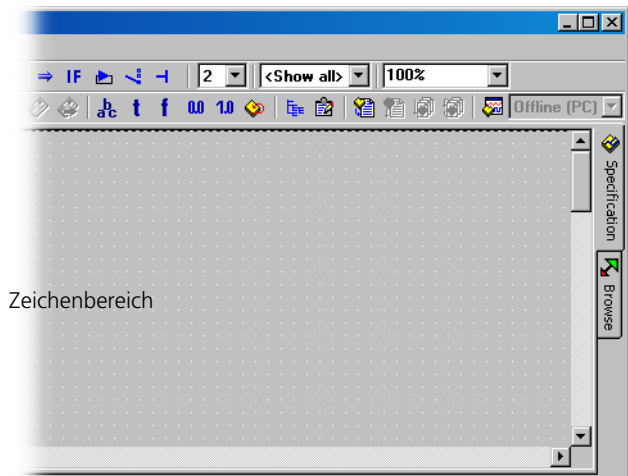 IF 2 <Show all> 100%
b a c t f 0.0 1.0 Offline (PC)
Specification
Zeichenbereich
Browse